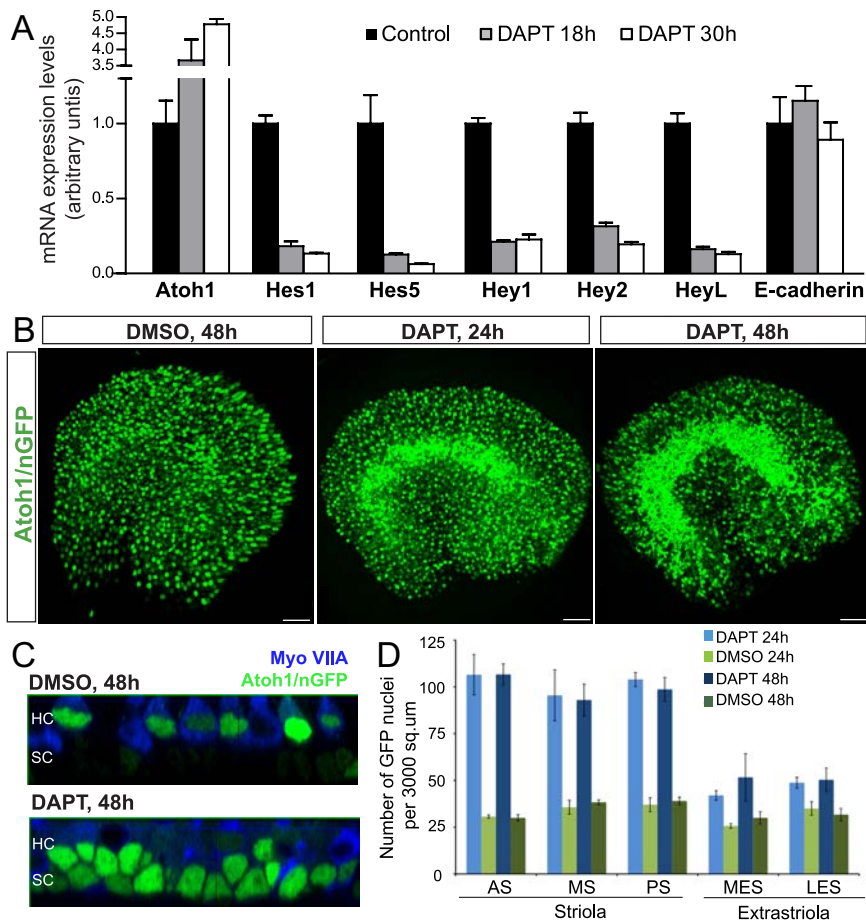 A
Control DAPT 18h DAPT 30h
mRNA expression levels
(arbitrary untis)
5.0
4.5
3.5
1.0
0.5
0.0
Atoh1 Hes1 Hes5 Hey1 Hey2 HeyL E-cadherin
B
DMSO, 48h DAPT, 24h DAPT, 48h
Atoh1/nGFP
C
Myo VIIA
Atoh1/nGFP
DMSO, 48h
HC
SC
DAPT, 48h
HC
SC
D
DAPT 24h
DMSO 24h
DAPT 48h
DMSO 48h
Number of GFP nuclei
per 3000 sq.um
125
100
75
50
25
0
AS MS PS MES LES
Striola Extrastriola